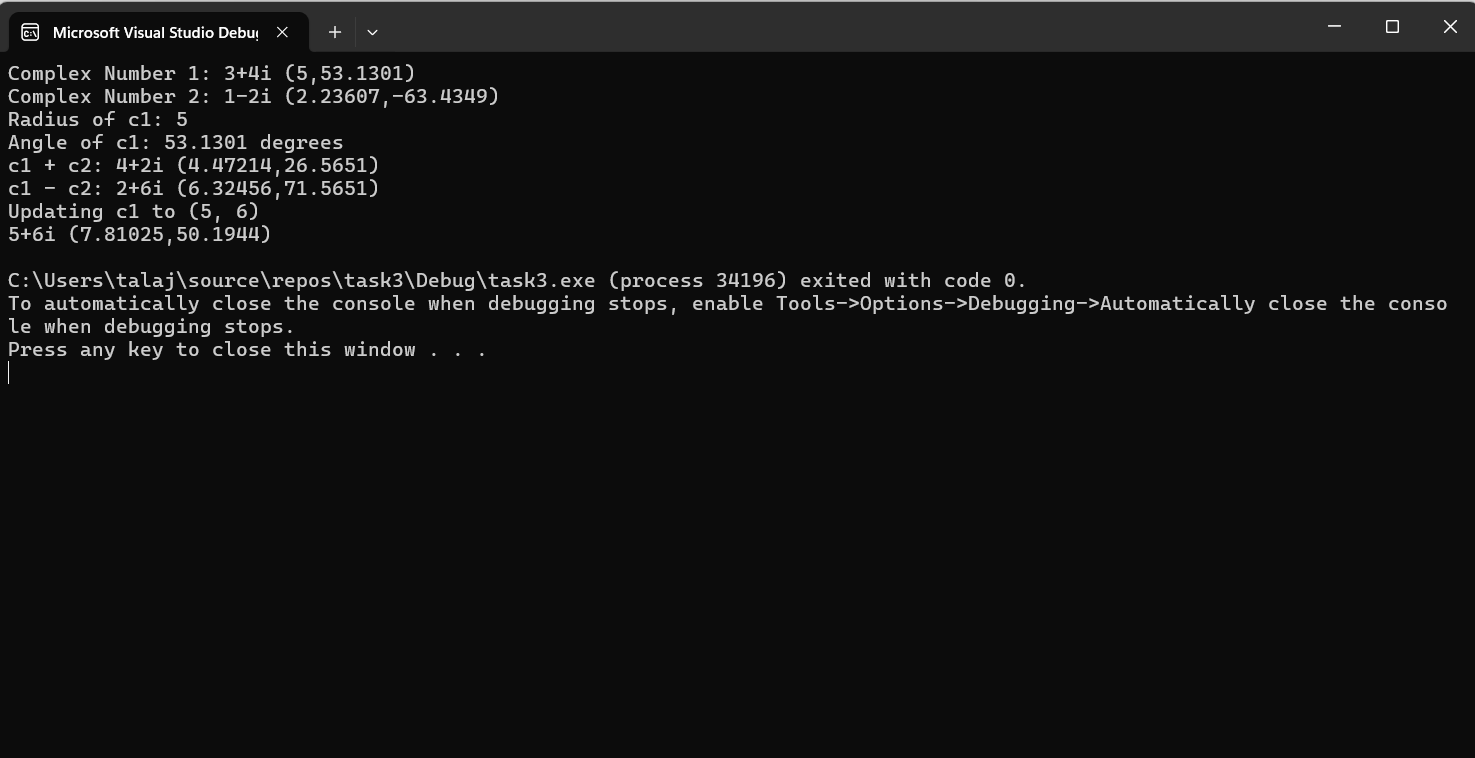 Microsoft Visual Studio Debug
Complex Number 1: 3+4i (5,53.1301)
Complex Number 2: 1-2i (2.23607,-63.4349)
Radius of c1: 5
Angle of c1: 53.1301 degrees
c1 + c2: 4+2i (4.47214,26.5651)
c1 - c2: 2+6i (6.32456,71.5651)
Updating c1 to (5, 6)
5+6i (7.81025,50.1944)
C:\Users\talaj\source\repos\task3\Debug\task3.exe (process 34196) exited with code 0.
To automatically close the console when debugging stops, enable Tools->Options->Debugging->Automatically close the conso
le when debugging stops.
Press any key to close this window . . .